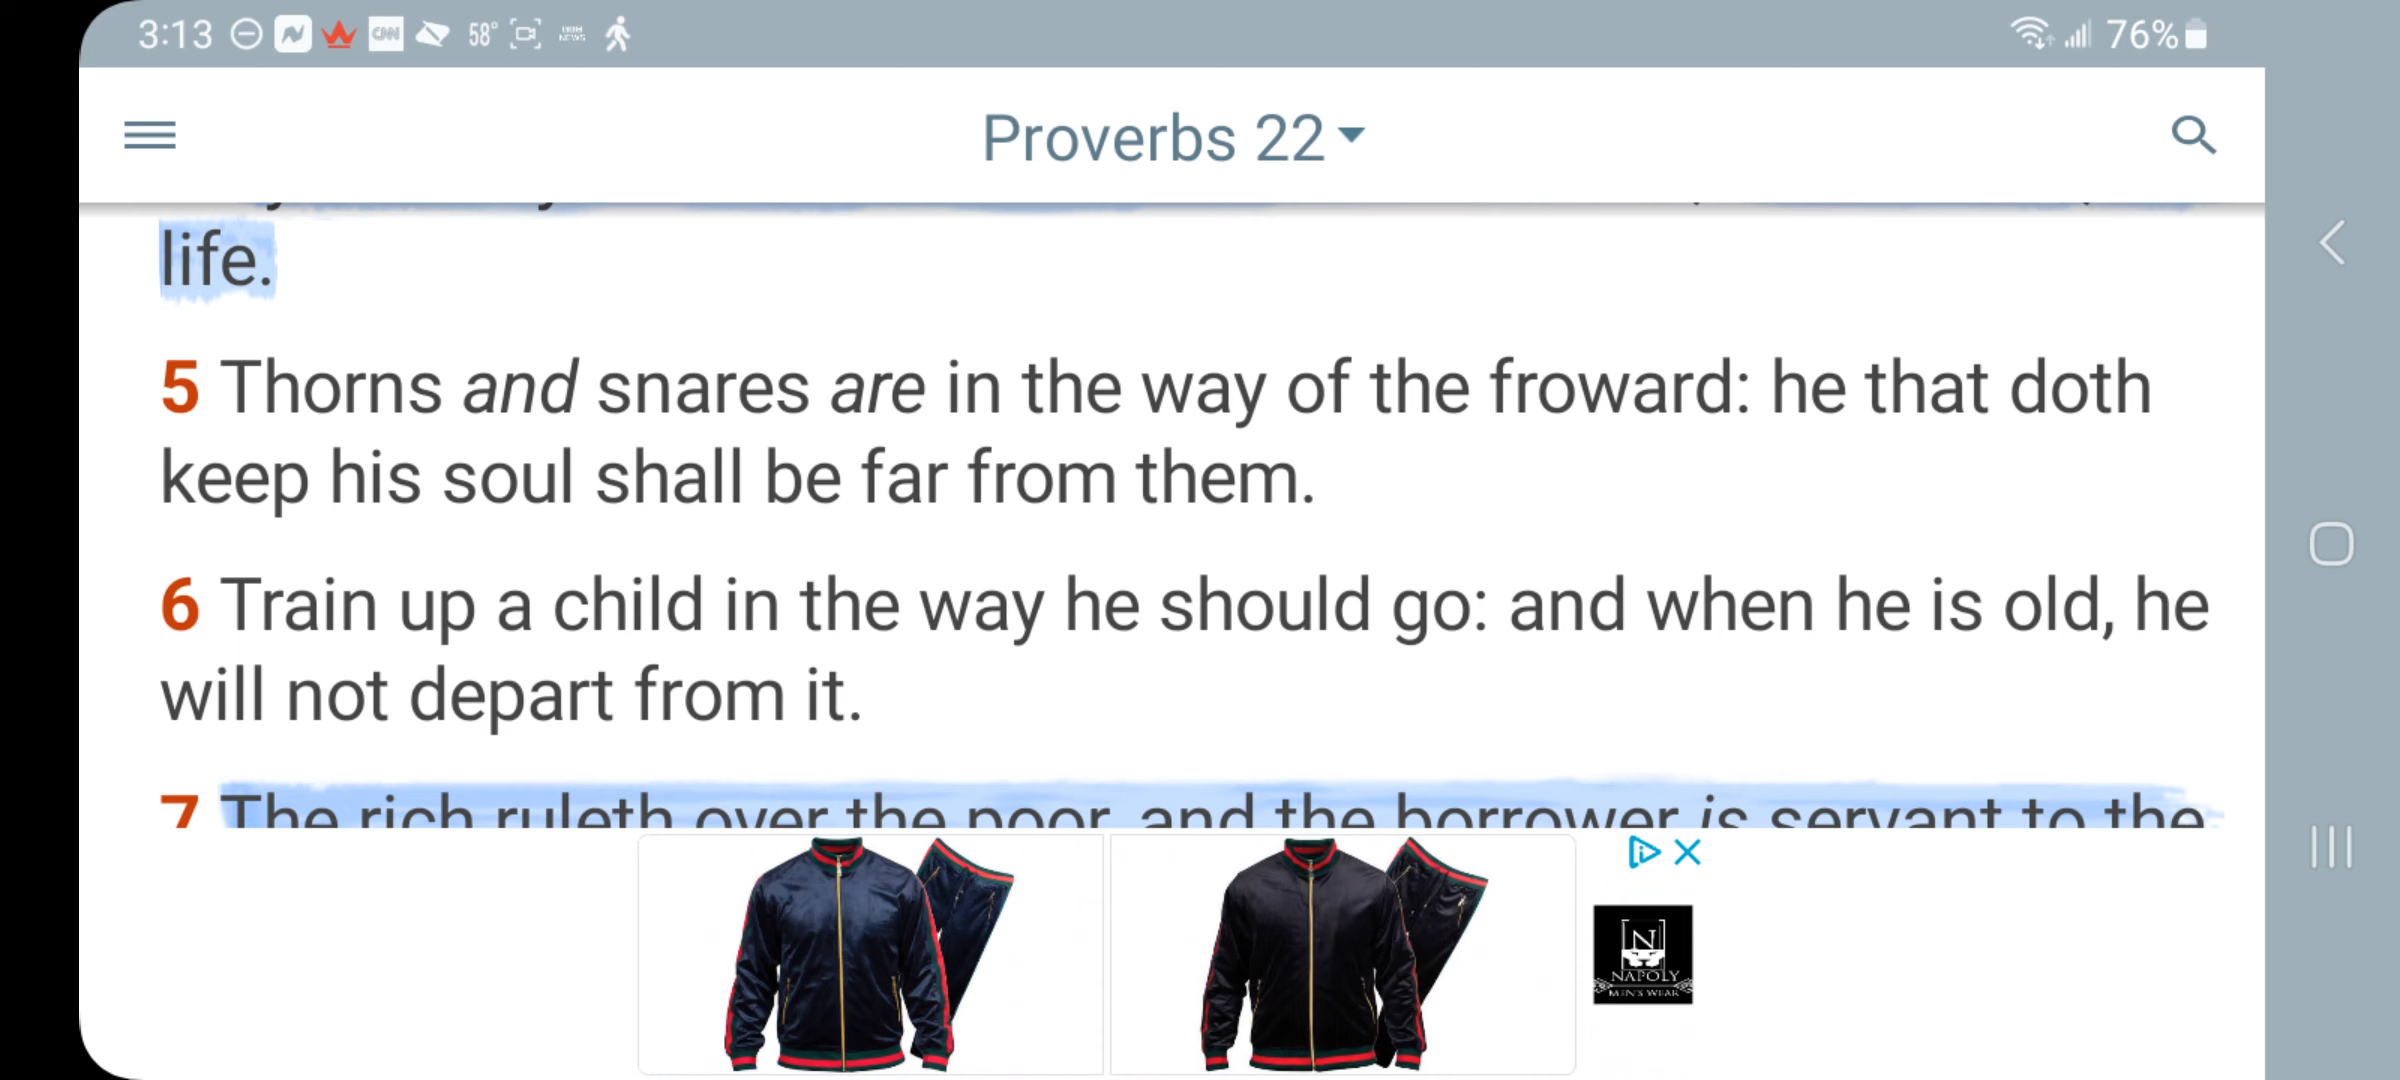 3:13 CNN 58° NEWS 76%
Proverbs 22
life.
5 Thorns and snares are in the way of the froward: he that doth
keep his soul shall be far from them.
6 Train up a child in the way he should go: and when he is old, he
will not depart from it.
7 The rich ruleth over the poor, and the borrower is servant to the
N
NAPOLY
MEN'S WEAR